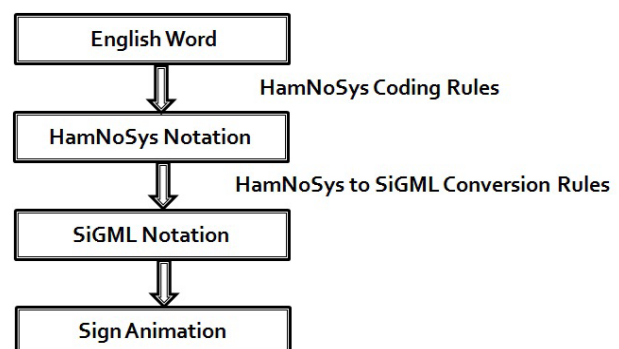 English Word
HamNoSys Coding Rules
HamNoSys Notation
HamNoSys to SiGML Conversion Rules
SiGML Notation
Sign Animation